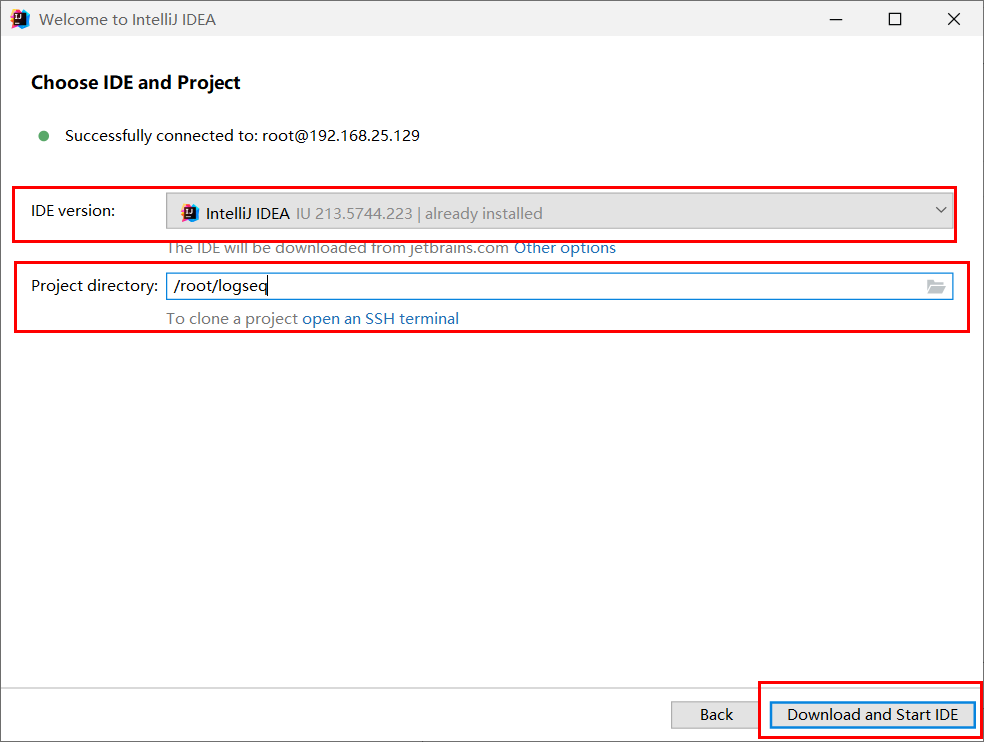 Welcome to IntelliJ IDEA
Choose IDE and Project
Successfully connected to: root@192.168.25.129
IDE version: IntelliJ IDEA IU 213.5744.223 | already installed
The IDE will be downloaded from jetbrains.com Other options
Project directory: /root/logseq
To clone a project open an SSH terminal
Back Download and Start IDE